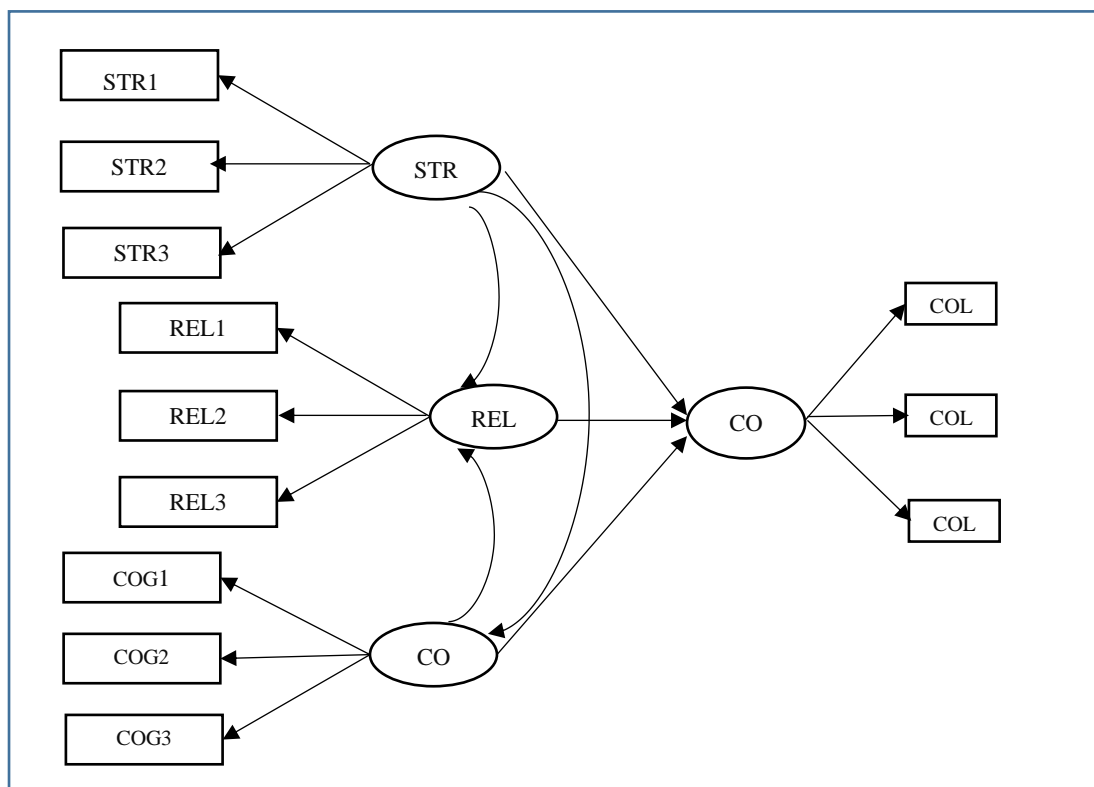 STR1
STR2
STR3
STR
REL1
REL2
REL3
REL
COG1
COG2
COG3
CO
CO
COL
COL
COL